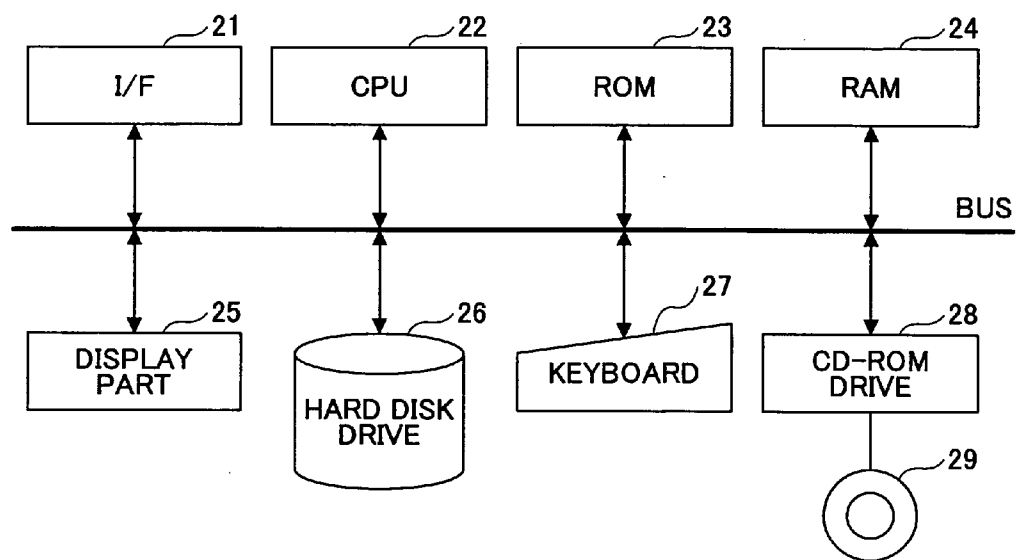 21
I/F
22
CPU
23
ROM
24
RAM
BUS
25
DISPLAY
PART
26
HARD DISK
DRIVE
27
KEYBOARD
28
CD-ROM
DRIVE
29